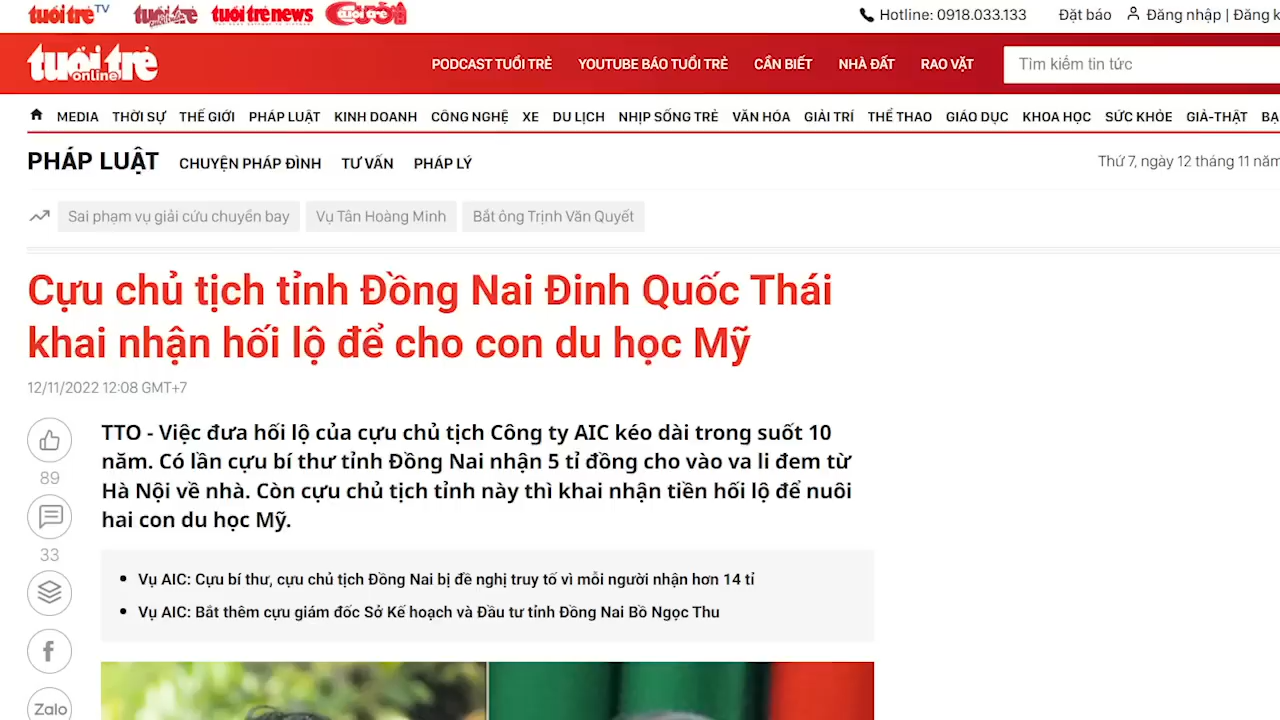 tuổi trẻ TV
tuổi trẻ
tuổi trẻ news
tuổi trẻ cười
Hotline: 0918.033.133
Đặt báo
Đăng nhập | Đăng k
tuổi trẻ online
PODCAST TUỔI TRẺ
YOUTUBE BÁO TUỔI TRẺ
CẦN BIẾT
NHÀ ĐẤT
RAO VẶT
Tìm kiếm tin tức
MEDIA THỜI SỰ THẾ GIỚI PHÁP LUẬT KINH DOANH CÔNG NGHỆ XE DU LỊCH NHỊP SỐNG TRẺ VĂN HÓA GIẢI TRÍ THỂ THAO GIÁO DỤC KHOA HỌC SỨC KHỎE GIẢ-THẬT BẠ
PHÁP LUẬT CHUYỆN PHÁP ĐÌNH TƯ VẤN PHÁP LÝ
Thứ 7, ngày 12 tháng 11 năm
Sai phạm vụ giải cứu chuyến bay
Vụ Tân Hoàng Minh
Bắt ông Trịnh Văn Quyết
Cựu chủ tịch tỉnh Đồng Nai Đinh Quốc Thái
khai nhận hối lộ để cho con du học Mỹ
12/11/2022 12:08 GMT+7
TTO - Việc đưa hối lộ của cựu chủ tịch Công ty AIC kéo dài trong suốt 10
năm. Có lần cựu bí thư tỉnh Đồng Nai nhận 5 tỉ đồng cho vào va li đem từ
Hà Nội về nhà. Còn cựu chủ tịch tỉnh này thì khai nhận tiền hối lộ để nuôi
hai con du học Mỹ.
89
33
Vụ AIC: Cựu bí thư, cựu chủ tịch Đồng Nai bị đề nghị truy tố vì mỗi người nhận hơn 14 tỉ
Vụ AIC: Bắt thêm cựu giám đốc Sở Kế hoạch và Đầu tư tỉnh Đồng Nai Bồ Ngọc Thu
Zalo